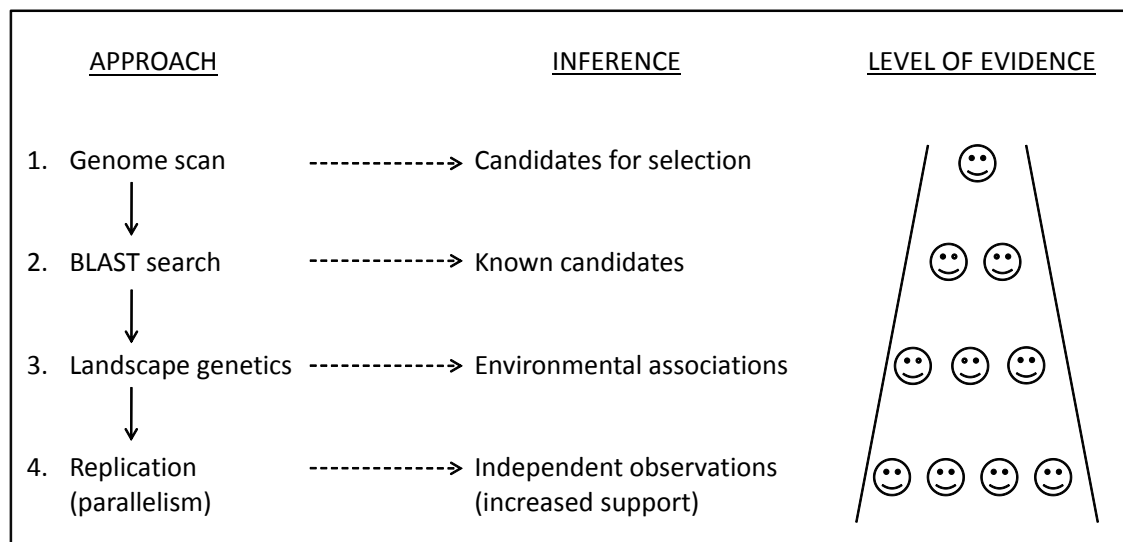 APPROACH INFERENCE LEVEL OF EVIDENCE
1. Genome scan Candidates for selection
2. BLAST search Known candidates
3. Landscape genetics Environmental associations
4. Replication Independent observations
(parallelism) (increased support)